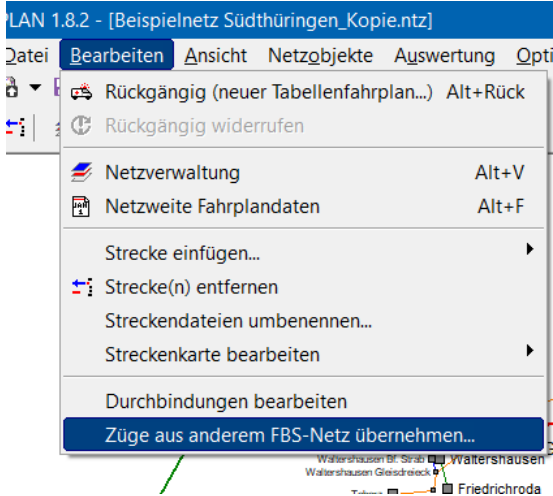 PLAN 1.8.2 - [Beispielnetz Südthüringen_Kopie.ntz]
Datei Bearbeiten Ansicht Netzobjekte Auswertung Opti
Rückgängig (neuer Tabellenfahrplan...) Alt+Rück
Rückgängig widerrufen
Netzverwaltung Alt+V
Netzweite Fahrplandaten Alt+F
Strecke einfügen...
Strecke(n) entfernen
Streckendateien umbenennen...
Streckenkarte bearbeiten
Durchbindungen bearbeiten
Züge aus anderem FBS-Netz übernehmen...
Waltershausen Bf. Strab Waltershausen
Waltershausen Gleisdreieck
Friedrichroda